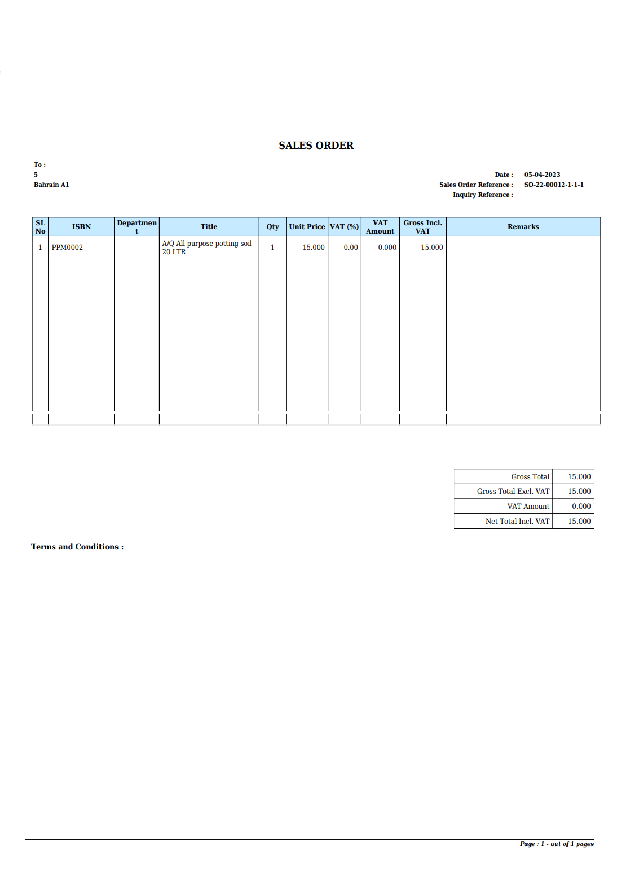 SALES ORDER
To :
5
Bahrain A1
Date : 05-04-2023
Sales Order Reference : SO-22-00012-1-1-1
Inquiry Reference :
SL No ISBN Department Title Qty Unit Price VAT (%) VAT Amount Gross Incl. VAT Remarks
1 PPM0002 A/Q All purpose potting soil 1 15.000 0.00 0.000 15.000
20 LTR
Gross Total 15.000
Gross Total Excl. VAT 15.000
VAT Amount 0.000
Net Total Incl. VAT 15.000
Terms and Conditions :
Page : 1 - out of 1 pages